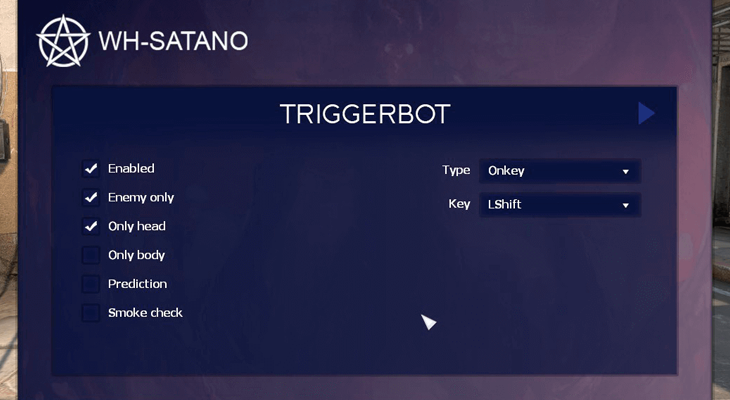 WH-SATANO
TRIGGERBOT
Enabled
Enemy only
Only head
Only body
Prediction
Smoke check
Type Onkey
Key LShift